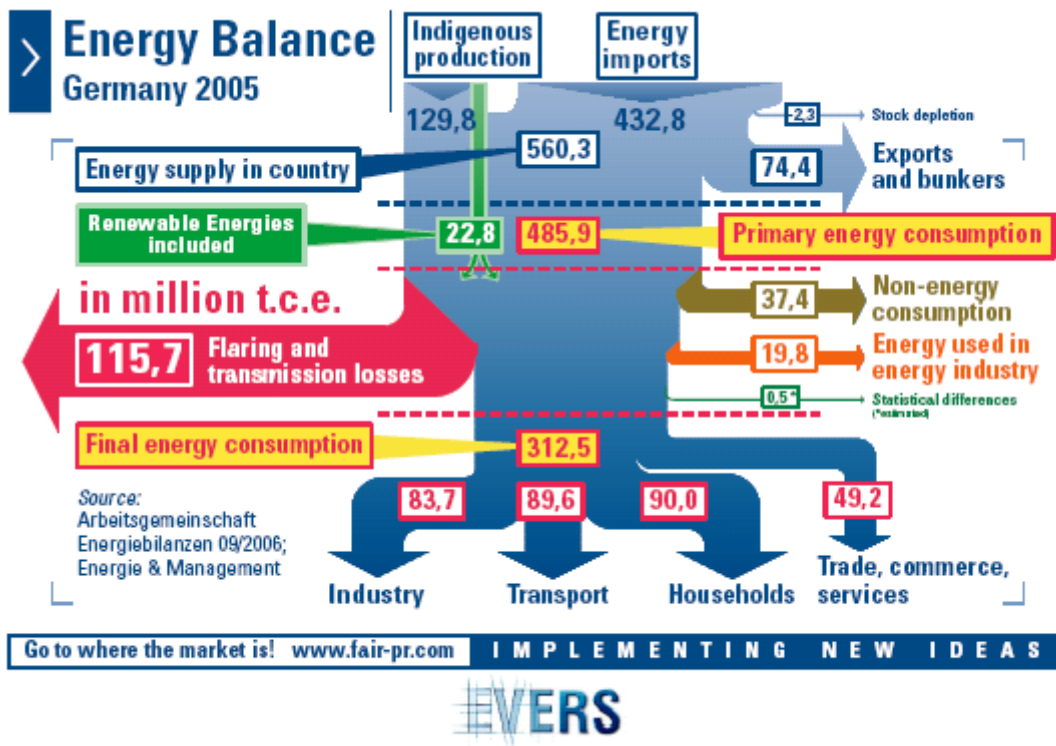 Energy Balance
Germany 2005
Indigenous
production
Energy
imports
129,8
432,8
-2,3
Stock depletion
Energy supply in country
560,3
74,4
Exports
and bunkers
Renewable Energies
included
22,8
485,9
Primary energy consumption
in million t.c.e.
115,7
Flaring and
transmission losses
37,4
Non-energy
consumption
19,8
Energy used in
energy industry
0,5*
Statistical differences
(*estimated)
Final energy consumption
312,5
Source:
Arbeitsgemeinschaft
Energiebilanzen 09/2006;
Energie & Management
83,7
89,6
90,0
49,2
Industry
Transport
Households
Trade, commerce,
services
Go to where the market is! www.fair-pr.com
IMPLEMENTING NEW IDEAS
EVERS